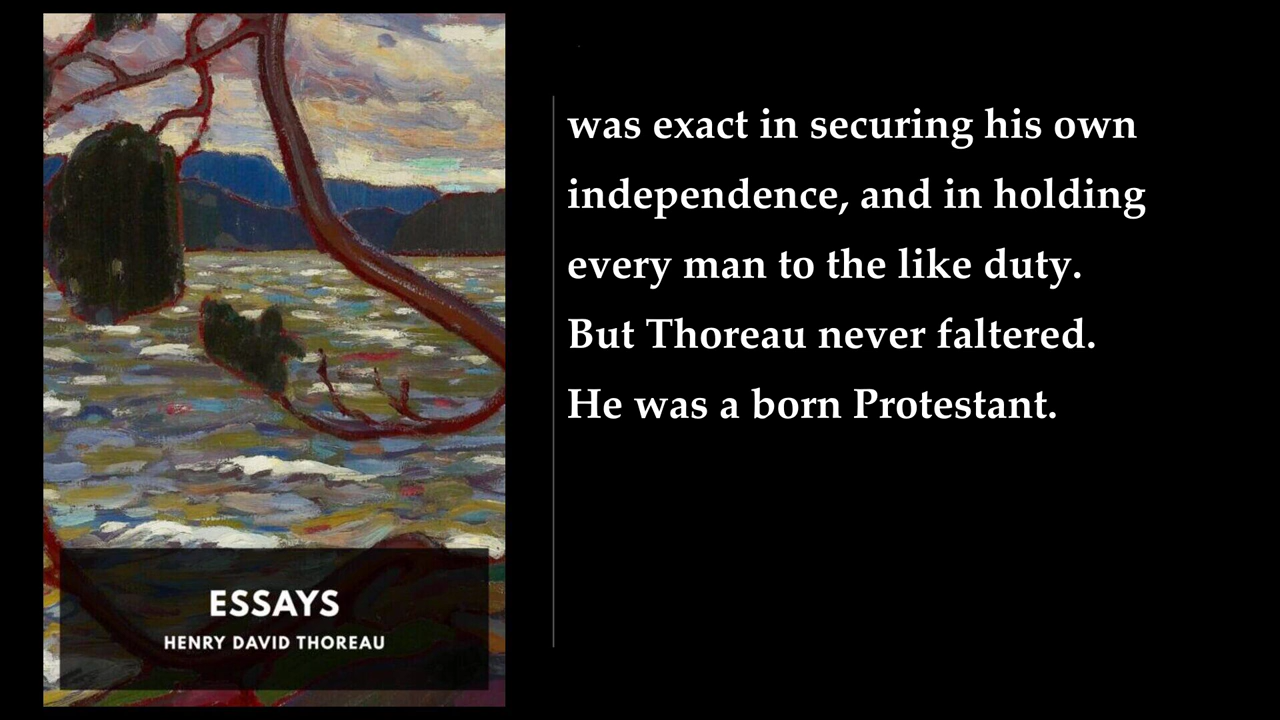 was exact in securing his own
independence, and in holding
every man to the like duty.
But Thoreau never faltered.
He was a born Protestant.
ESSAYS
HENRY DAVID THOREAU